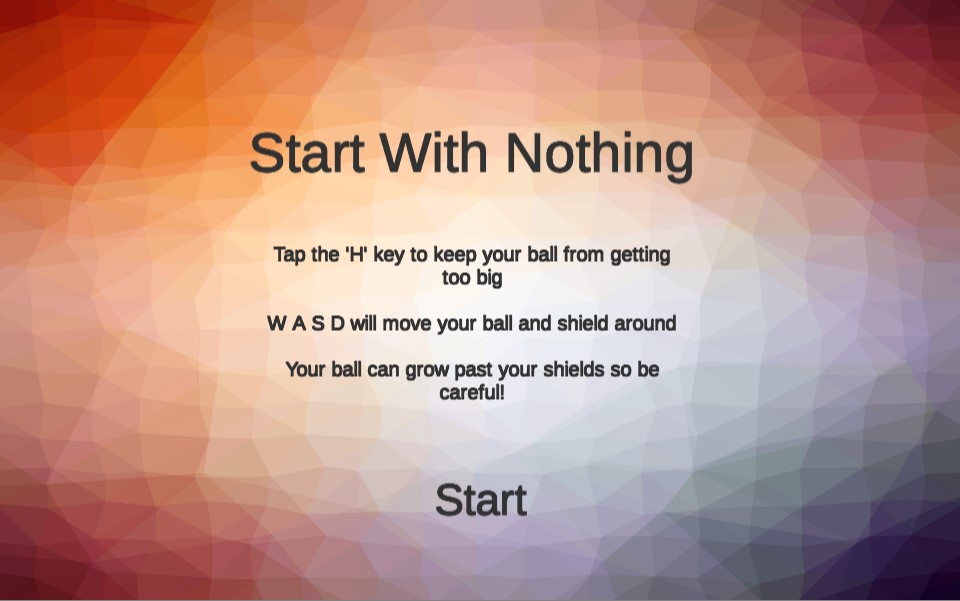 Start With Nothing
Tap the 'H' key to keep your ball from getting
too big
W A S D will move your ball and shield around
Your ball can grow past your shields so be
careful!
Start